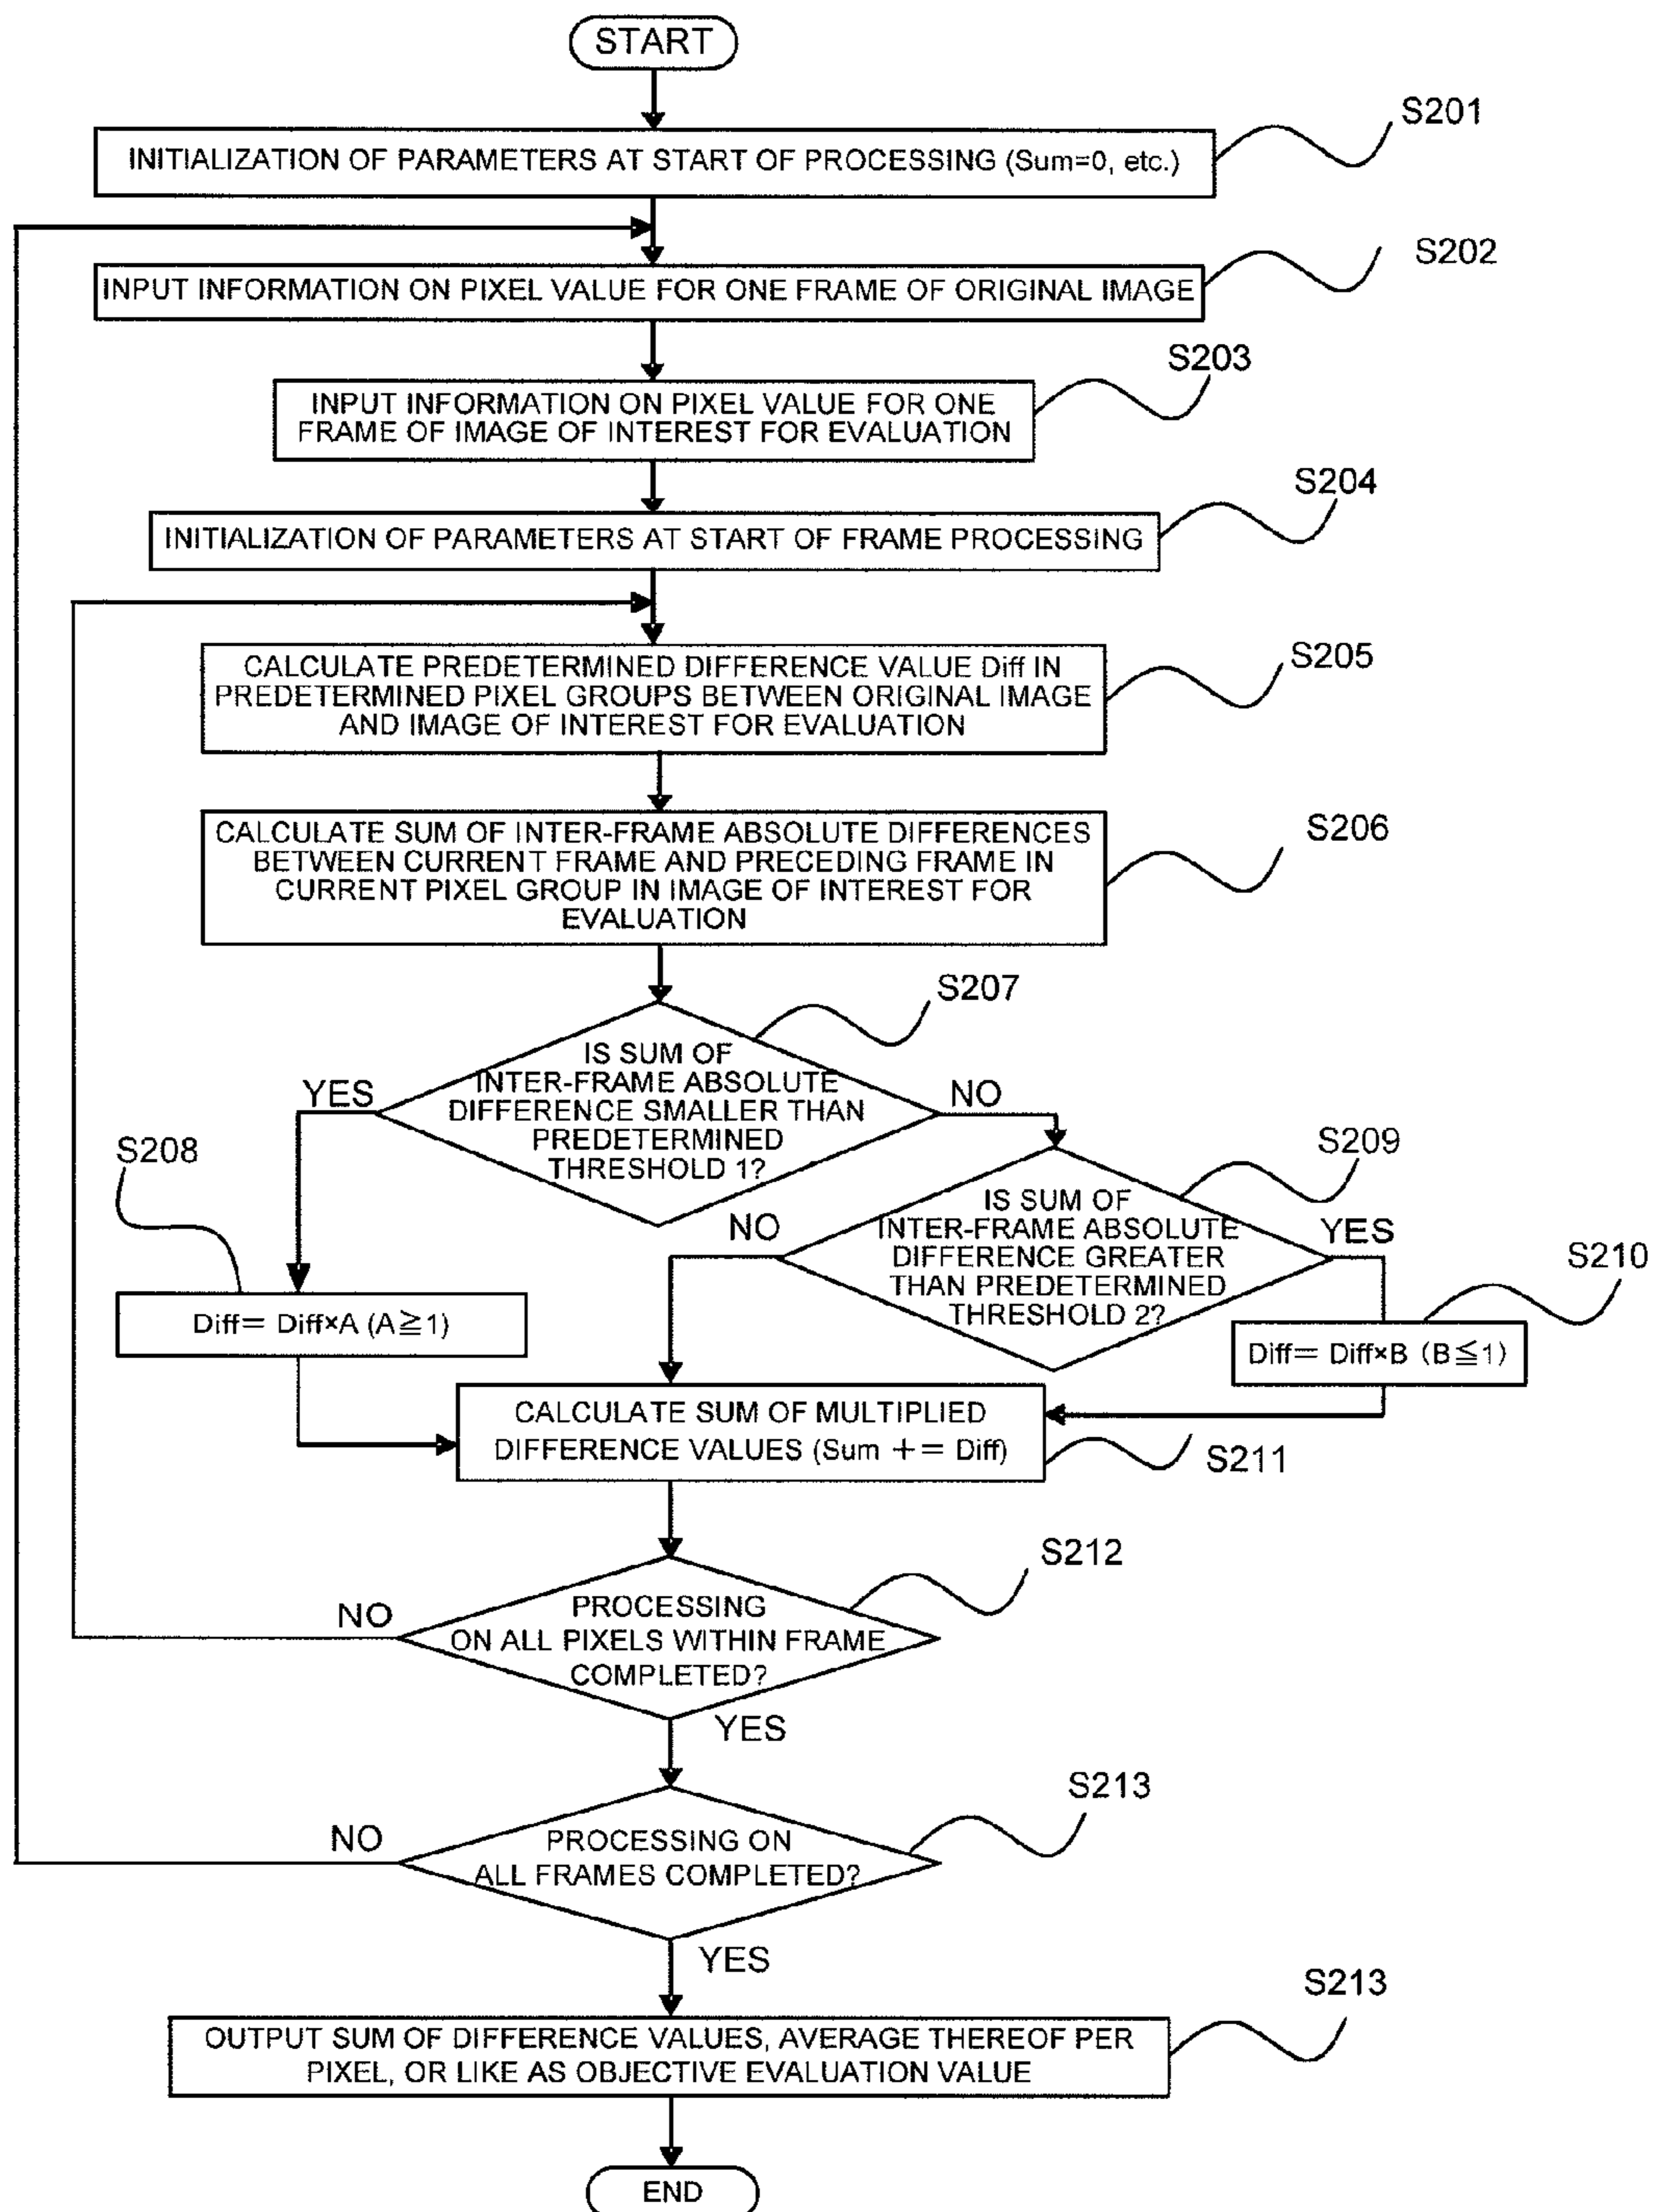 START
S201
INITIALIZATION OF PARAMETERS AT START OF PROCESSING (Sum=0, etc.)
S202
INPUT INFORMATION ON PIXEL VALUE FOR ONE FRAME OF ORIGINAL IMAGE
S203
INPUT INFORMATION ON PIXEL VALUE FOR ONE
FRAME OF IMAGE OF INTEREST FOR EVALUATION
S204
INITIALIZATION OF PARAMETERS AT START OF FRAME PROCESSING
S205
CALCULATE PREDETERMINED DIFFERENCE VALUE Diff IN
PREDETERMINED PIXEL GROUPS BETWEEN ORIGINAL IMAGE
AND IMAGE OF INTEREST FOR EVALUATION
S206
CALCULATE SUM OF INTER-FRAME ABSOLUTE DIFFERENCES
BETWEEN CURRENT FRAME AND PRECEDING FRAME IN
CURRENT PIXEL GROUP IN IMAGE OF INTEREST FOR
EVALUATION
S207
IS SUM OF
INTER-FRAME ABSOLUTE
DIFFERENCE SMALLER THAN
PREDETERMINED
THRESHOLD 1?
YES
NO
S208
S209
IS SUM OF
INTER-FRAME ABSOLUTE
DIFFERENCE GREATER
THAN PREDETERMINED
THRESHOLD 2?
NO
YES
S210
Diff= Diff×A (A≧1)
Diff= Diff×B (B≦1)
CALCULATE SUM OF MULTIPLIED
DIFFERENCE VALUES (Sum += Diff)
S211
S212
PROCESSING
ON ALL PIXELS WITHIN FRAME
COMPLETED?
NO
YES
S213
PROCESSING ON
ALL FRAMES COMPLETED?
NO
YES
S213
OUTPUT SUM OF DIFFERENCE VALUES, AVERAGE THEREOF PER
PIXEL, OR LIKE AS OBJECTIVE EVALUATION VALUE
END